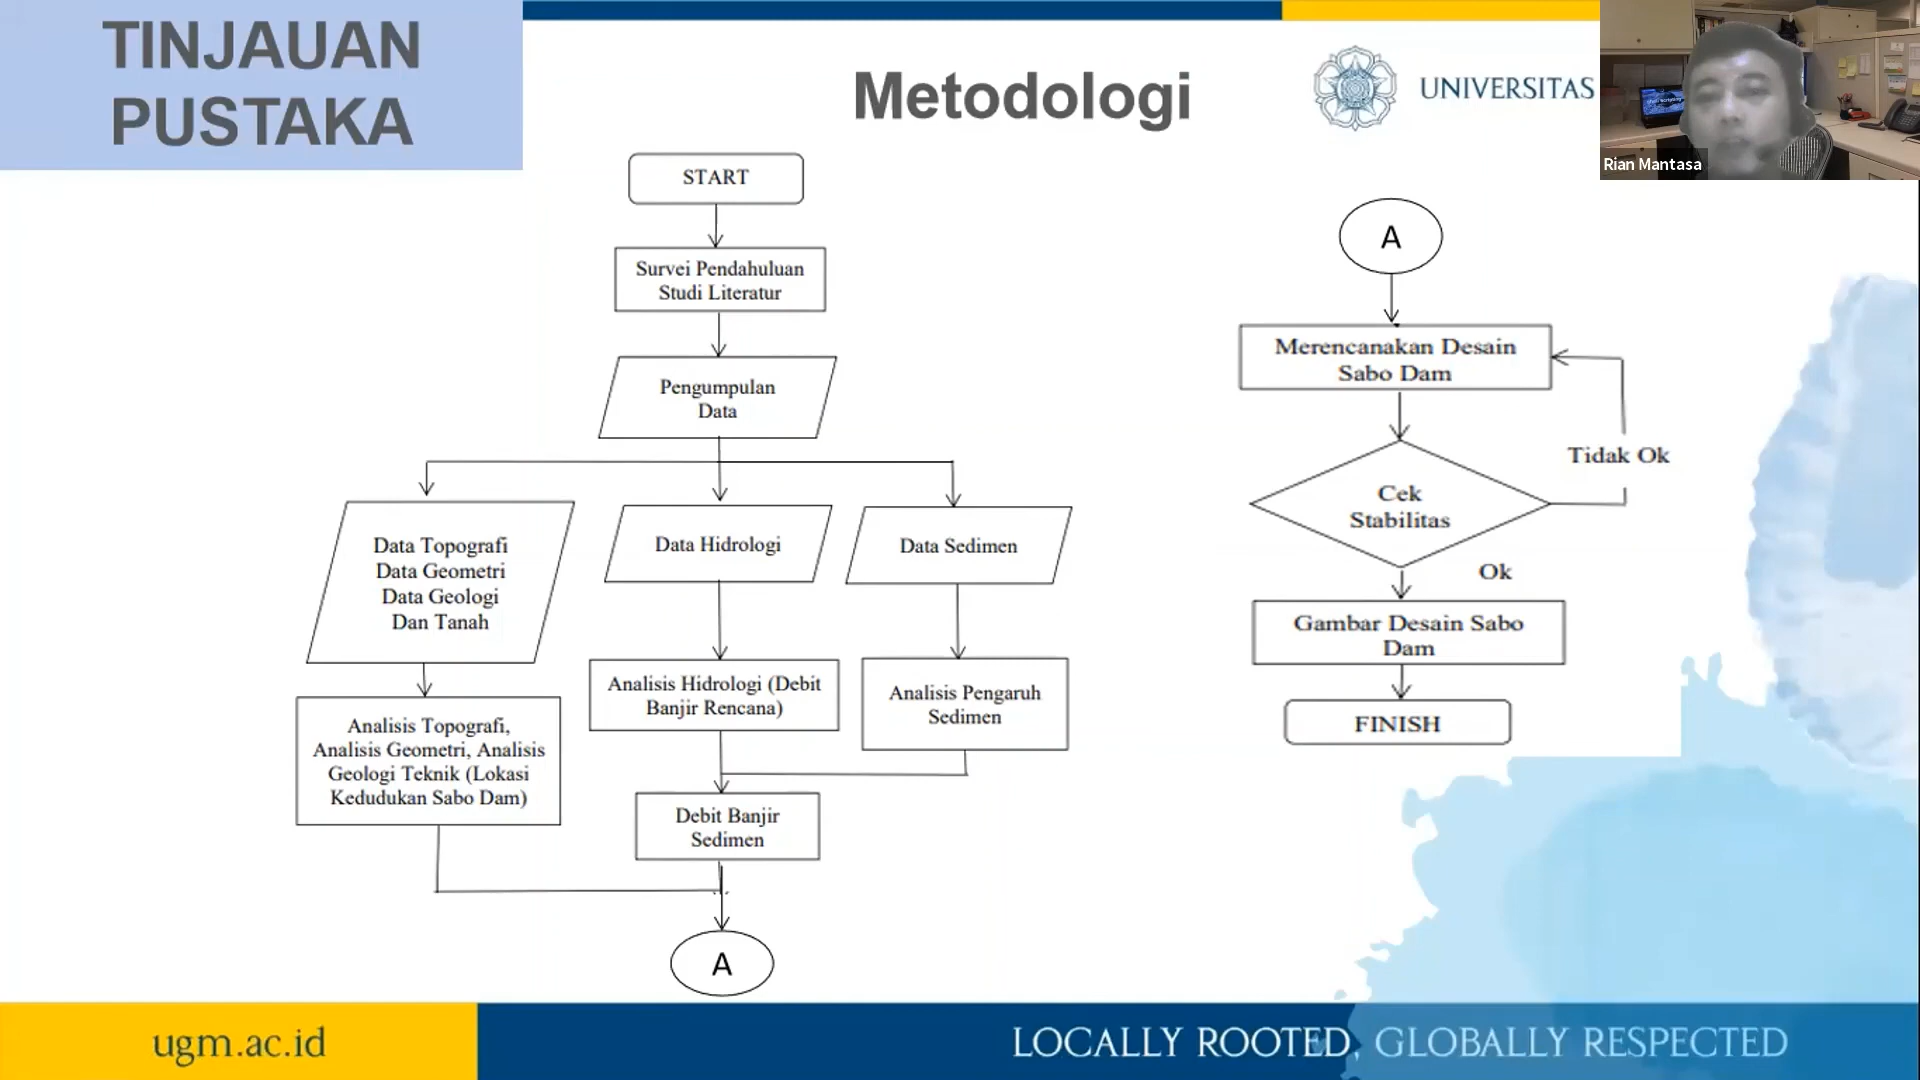 TINJAUAN
PUSTAKA
Metodologi
UNIVERSITAS
Rian Mantasa
START
Survei Pendahuluan
Studi Literatur
Pengumpulan
Data
Data Topografi
Data Geometri
Data Geologi
Dan Tanah
Data Hidrologi
Data Sedimen
Analisis Topografi,
Analisis Geometri, Analisis
Geologi Teknik (Lokasi
Kedudukan Sabo Dam)
Analisis Hidrologi (Debit
Banjir Rencana)
Analisis Pengaruh
Sedimen
Debit Banjir
Sedimen
A
A
Merencanakan Desain
Sabo Dam
Tidak Ok
Cek
Stabilitas
Ok
Gambar Desain Sabo
Dam
FINISH
ugm.ac.id
LOCALLY ROOTED, GLOBALLY RESPECTED